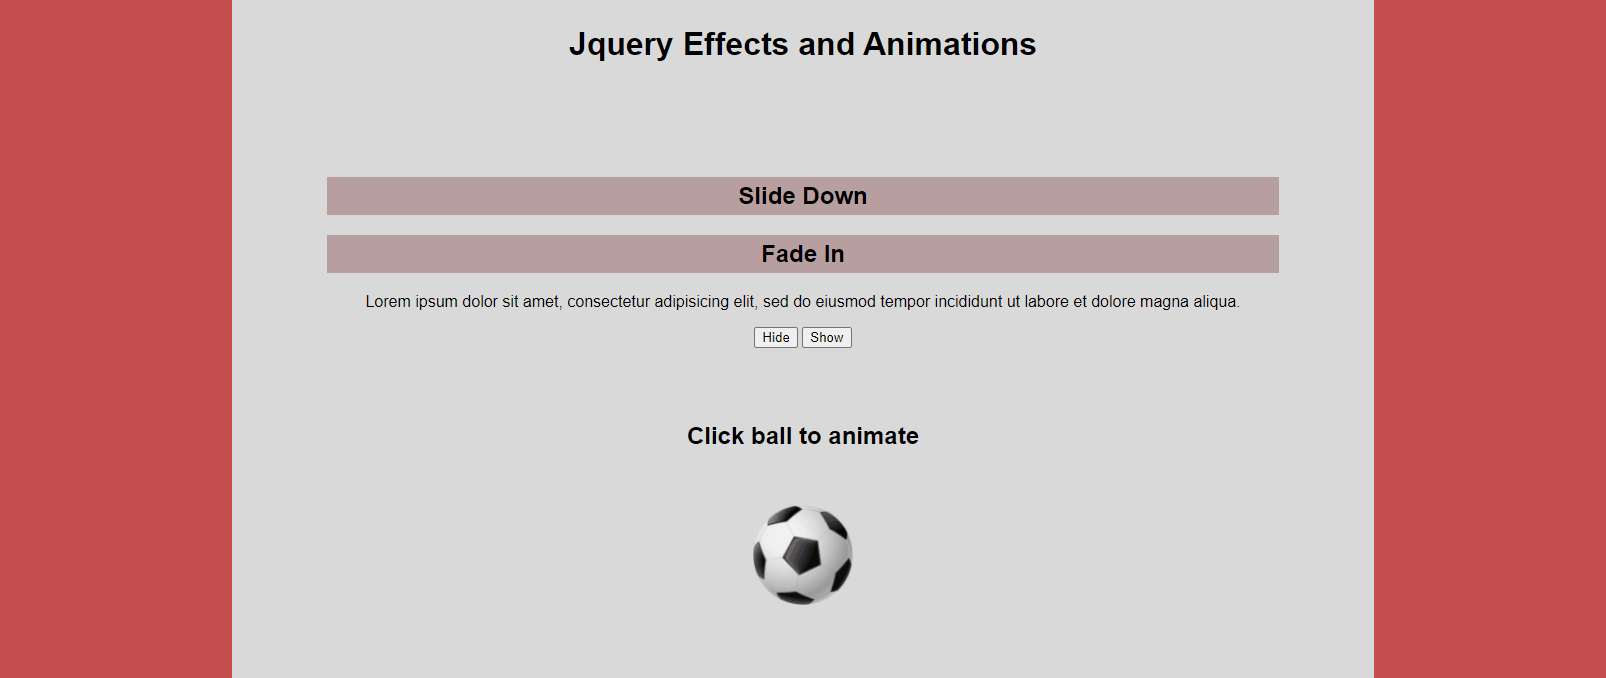 Jquery Effects and Animations
Slide Down
Fade In
Lorem ipsum dolor sit amet, consectetur adipisicing elit, sed do eiusmod tempor incididunt ut labore et dolore magna aliqua.
Hide Show
Click ball to animate